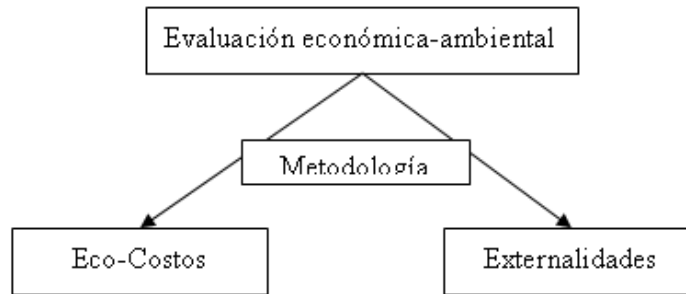 Evaluación económica-ambiental
Metodología
Eco-Costos
Externalidades